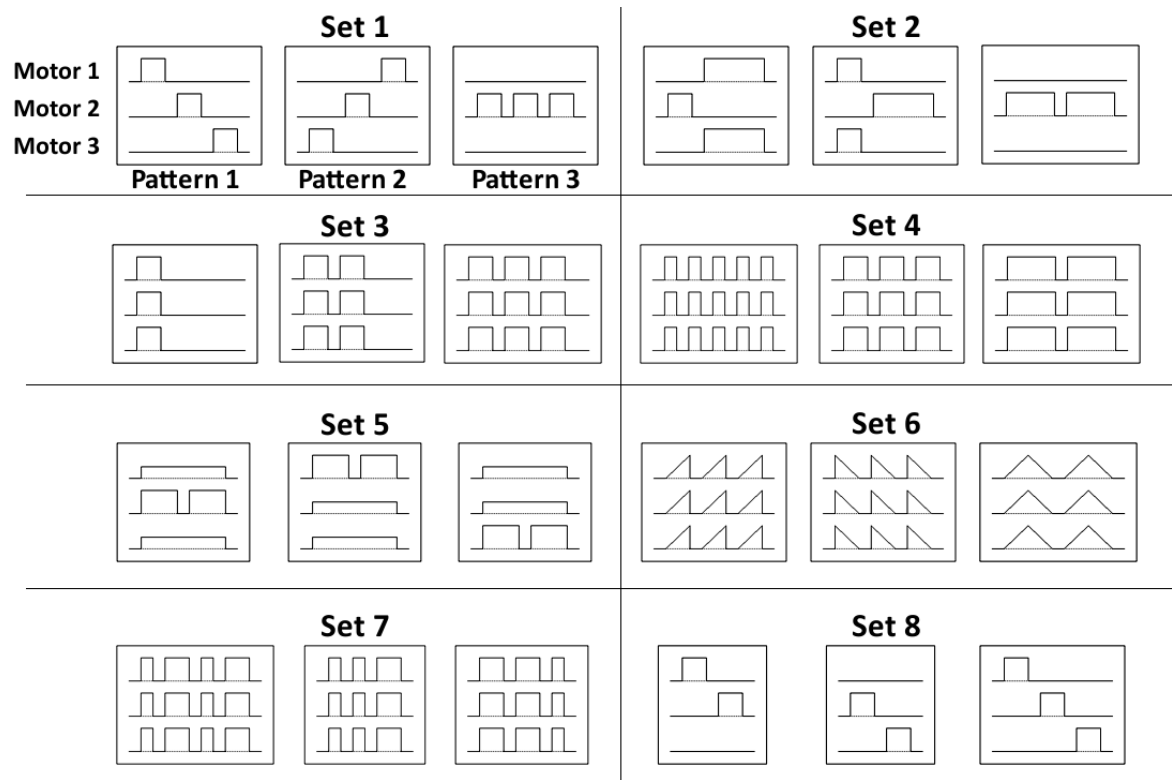 Set 1
Set 2
Motor 1
Motor 2
Motor 3
Pattern 1
Pattern 2
Pattern 3
Set 3
Set 4
Set 5
Set 6
Set 7
Set 8